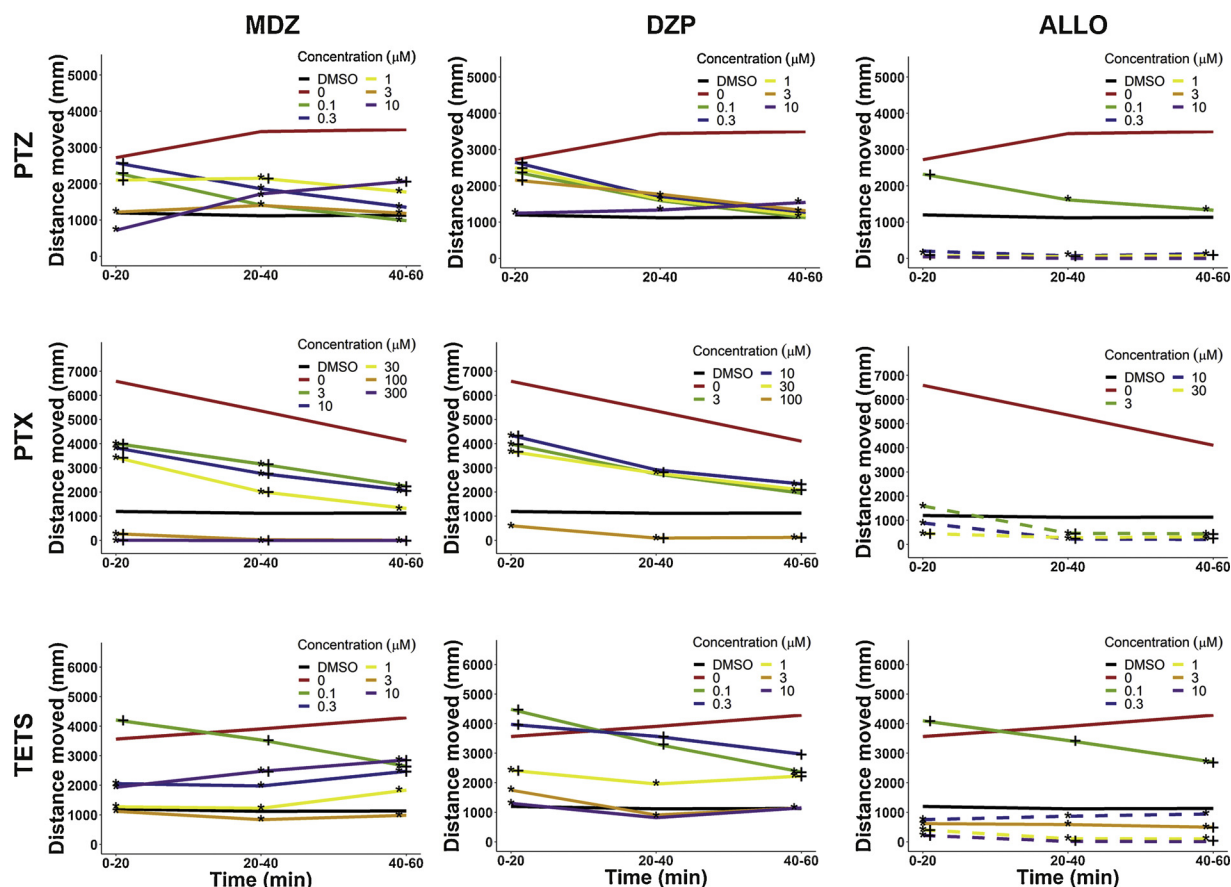 MDZ
DZP
ALLO
PTZ
Distance moved (mm)
5000
4000
3000
2000
1000
0
Concentration (µM)
DMSO 1
0 3
0.1 10
0.3
0-20 20-40 40-60
Distance moved (mm)
5000
4000
3000
2000
1000
0
Concentration (µM)
DMSO 1
0 3
0.1 10
0.3
0-20 20-40 40-60
Distance moved (mm)
5000
4000
3000
2000
1000
0
Concentration (µM)
DMSO 1
0 3
0.1 10
0.3
0-20 20-40 40-60
PTX
Distance moved (mm)
7000
6000
5000
4000
3000
2000
1000
0
Concentration (µM)
DMSO 30
0 100
3 300
10
0-20 20-40 40-60
Distance moved (mm)
7000
6000
5000
4000
3000
2000
1000
0
Concentration (µM)
DMSO 10
0 30
3 100
0-20 20-40 40-60
Distance moved (mm)
7000
6000
5000
4000
3000
2000
1000
0
Concentration (µM)
DMSO 10
0 30
3
0-20 20-40 40-60
TETS
Distance moved (mm)
6000
5000
4000
3000
2000
1000
0
Concentration (µM)
DMSO 1
0 3
0.1 10
0.3
0-20 20-40 40-60
Time (min)
Distance moved (mm)
6000
5000
4000
3000
2000
1000
0
Concentration (µM)
DMSO 1
0 3
0.1 10
0.3
0-20 20-40 40-60
Time (min)
Distance moved (mm)
6000
5000
4000
3000
2000
1000
0
Concentration (µM)
DMSO 1
0 3
0.1 10
0.3
0-20 20-40 40-60
Time (min)